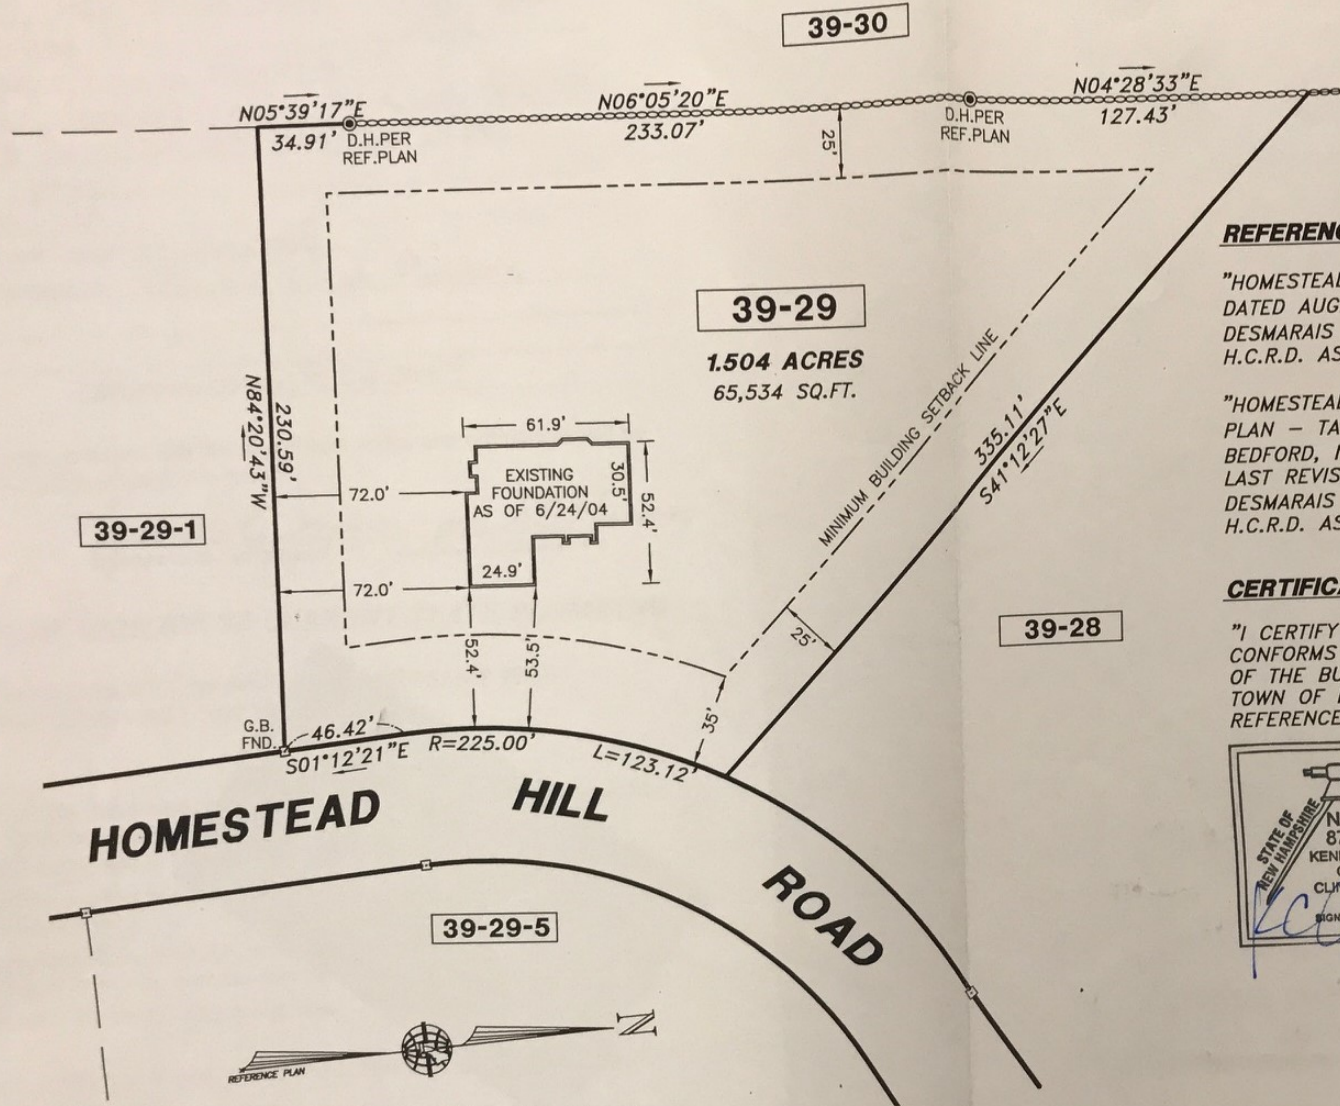 39-30
N05°39'17"E
34.91'
D.H.PER
REF.PLAN
N06°05'20"E
233.07'
25'
D.H.PER
REF.PLAN
N04°28'33"E
127.43'
39-29
1.504 ACRES
65,534 SQ.FT.
MINIMUM BUILDING SETBACK LINE
335.11'
S41°12'27"E
N84°20'43"W
230.59'
61.9'
EXISTING
FOUNDATION
AS OF 6/24/04
30.5'
52.4'
72.0'
24.9'
72.0'
52.4'
53.5'
25'
35'
39-29-1
39-28
G.B.
FND.
46.42'
S01°12'21"E
R=225.00'
L=123.12'
HOMESTEAD HILL ROAD
39-29-5
REFERENCE PLAN
N
"HOMESTEAD
DATED AUG
DESMARAIS
H.C.R.D. AS
"HOMESTEAD
PLAN – TA
BEDFORD,
LAST REVIS
DESMARAIS
H.C.R.D. AS
"I CERTIFY
CONFORMS
OF THE BU
TOWN OF
REFERENCE
STATE OF
NEW HAMPSHIRE